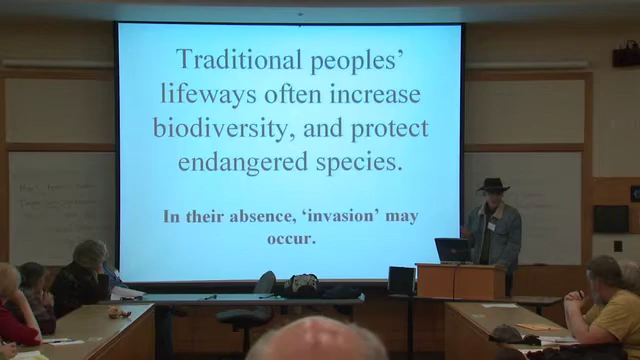 Traditional peoples'
lifeways often increase
biodiversity, and protect
endangered species.
In their absence, 'invasion' may
occur.